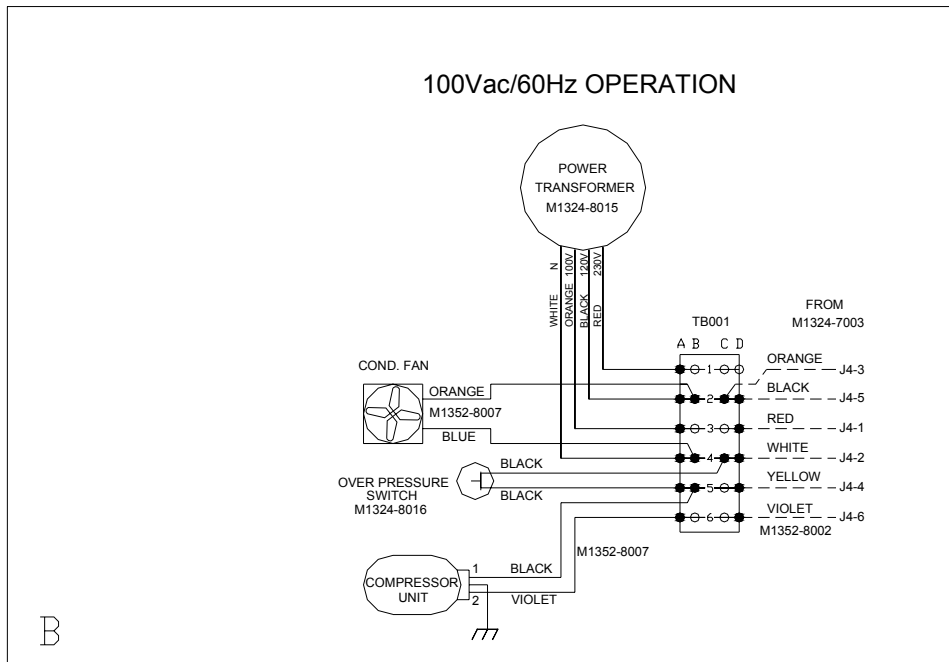 100Vac/60Hz OPERATION
POWER
TRANSFORMER
M1324-8015
N
100V
120V
230V
WHITE
ORANGE
BLACK
RED
FROM
M1324-7003
TB001
A B C D
COND. FAN
ORANGE
M1352-8007
BLUE
1
ORANGE
J4-3
2
BLACK
J4-5
3
RED
J4-1
4
WHITE
J4-2
5
YELLOW
J4-4
6
VIOLET
J4-6
M1352-8002
OVER PRESSURE
SWITCH
M1324-8016
BLACK
BLACK
M1352-8007
COMPRESSOR
UNIT
1
BLACK
2
VIOLET
B